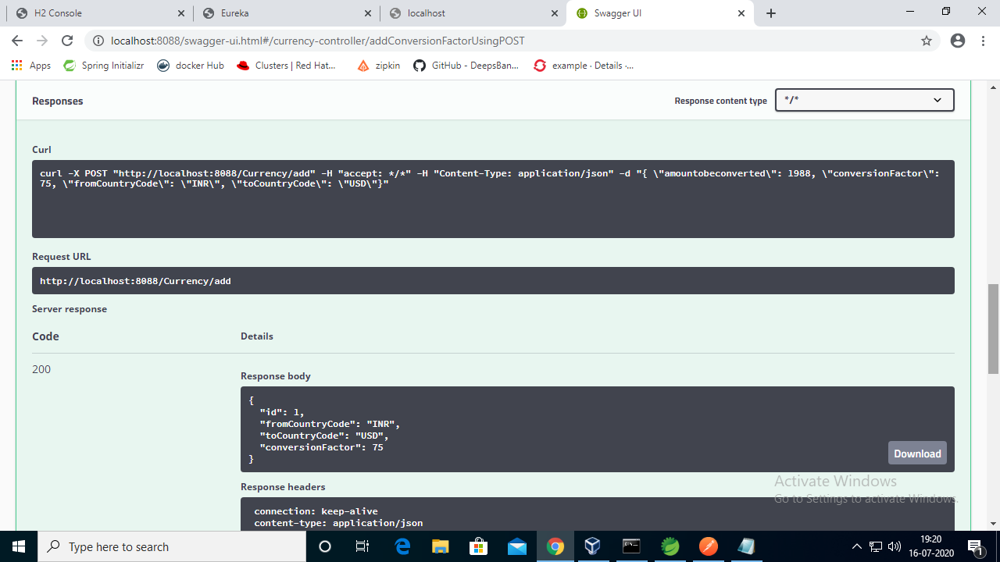 H2 Console
Eureka
localhost
Swagger UI
localhost:8088/swagger-ui.html#/currency-controller/addConversionFactorUsingPOST
Apps
Spring Initializr
docker Hub
Clusters | Red Hat...
zipkin
GitHub - DeepsBan...
example · Details ·...
Responses
Response content type
*/*
Curl
curl -X POST "http://localhost:8088/Currency/add" -H "accept: */*" -H "Content-Type: application/json" -d "{ \"amountobeconverted\": 1988, \"conversionFactor\":
75, \"fromCountryCode\": \"INR\", \"toCountryCode\": \"USD\"}"
Request URL
http://localhost:8088/Currency/add
Server response
Code
Details
200
Response body
{
"id": 1,
"fromCountryCode": "INR",
"toCountryCode": "USD",
"conversionFactor": 75
}
Download
Response headers
connection: keep-alive
content-type: application/json
Activate Windows
Go to Settings to activate Windows.
Type here to search
19:20
16-07-2020
1